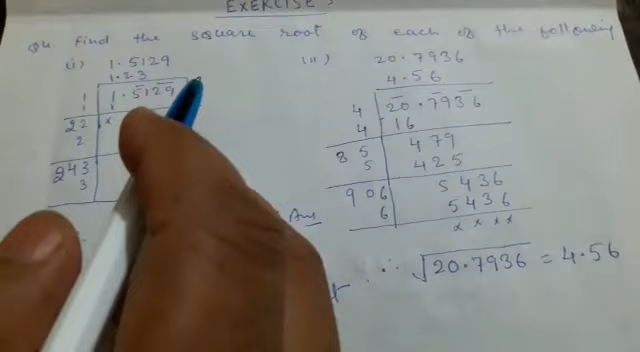 EXERCISE:
Q4. Find the square root of each of the following
(i) 1.5129
1.23
1 1.5129
1 1
22 x
2
243
3
(ii) 20.7936
4.56
4 20.7936
4 16
85 479
5 425
906 5436
6 5436
x x x x
Ans
∴ √20.7936 = 4.56